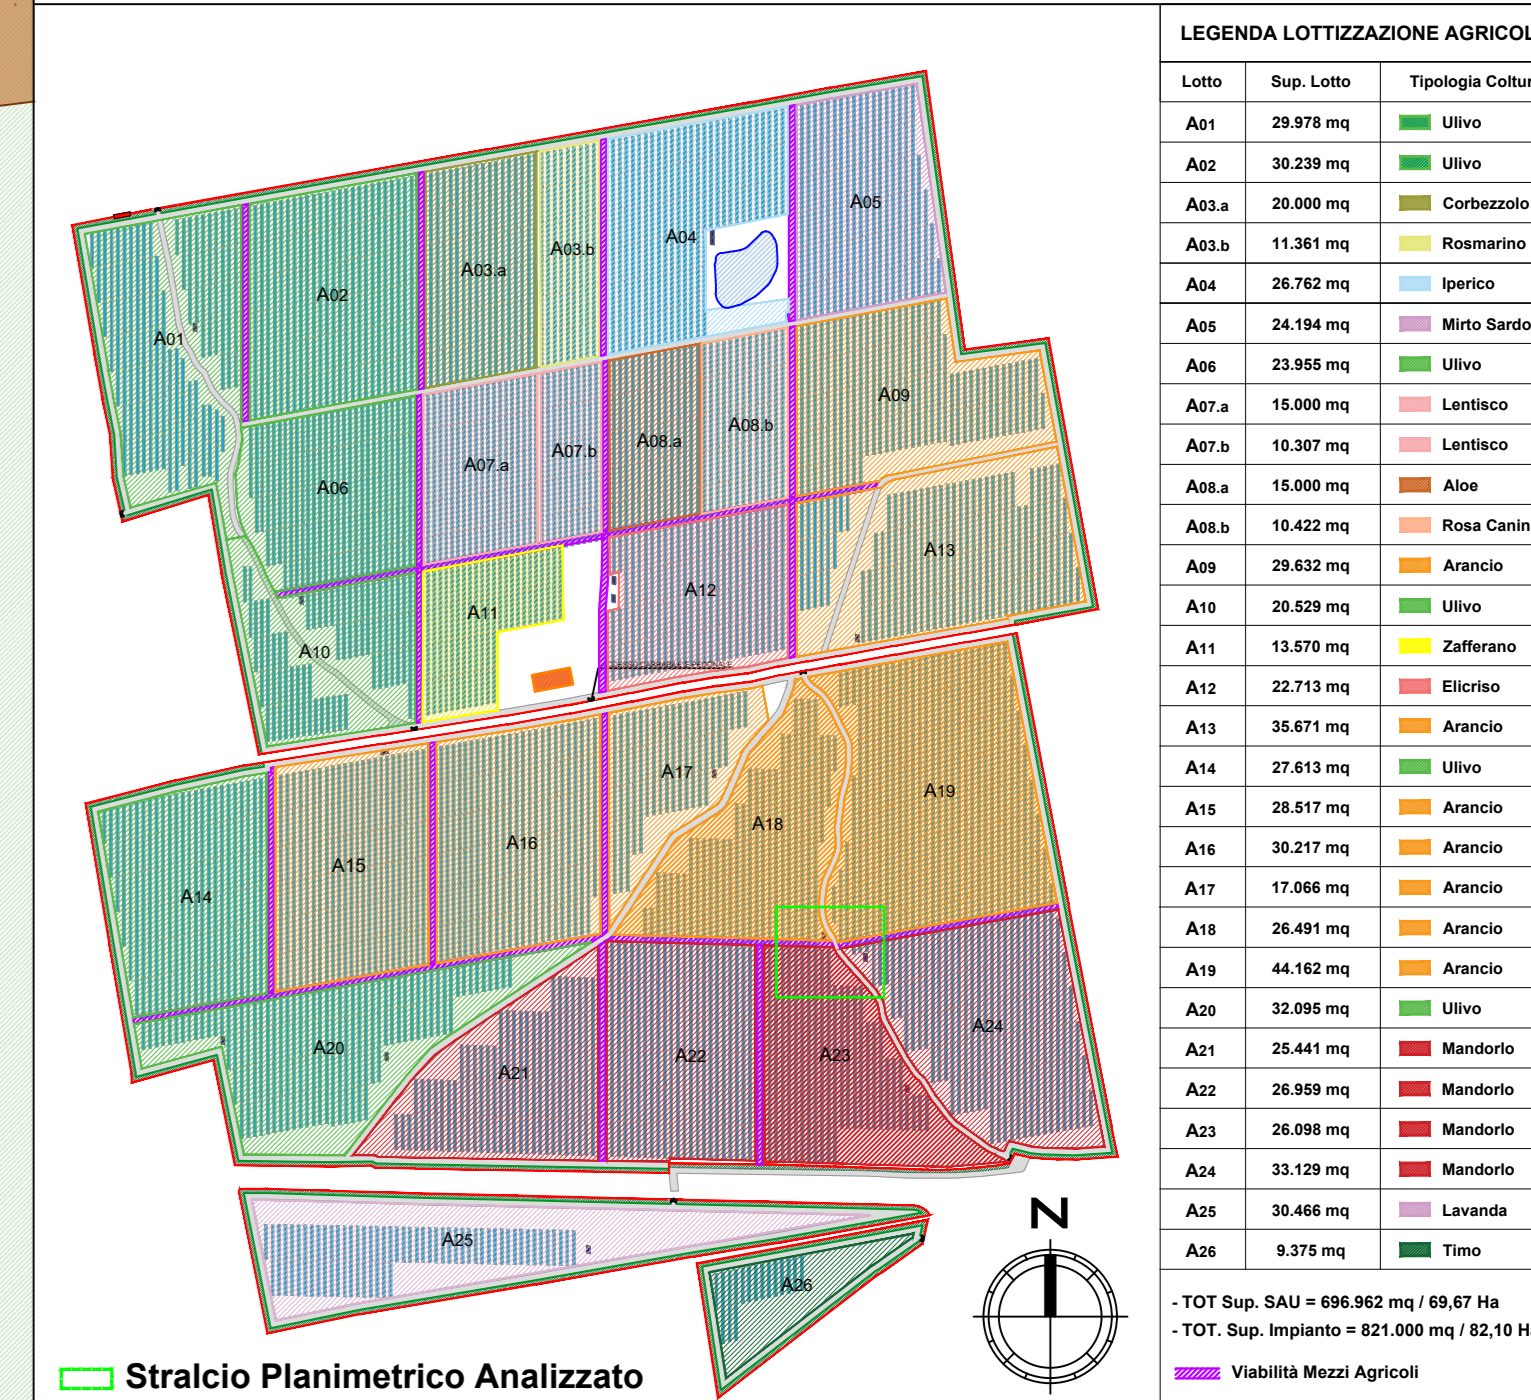 LEGENDA LOTTIZZAZIONE AGRICOL
Lotto Sup. Lotto Tipologia Coltur
A01 29.978 mq Ulivo
A02 30.239 mq Ulivo
A03.a 20.000 mq Corbezzolo
A03.b 11.361 mq Rosmarino
A04 26.762 mq Iperico
A05 24.194 mq Mirto Sardo
A06 23.955 mq Ulivo
A07.a 15.000 mq Lentisco
A07.b 10.307 mq Lentisco
A08.a 15.000 mq Aloe
A08.b 10.422 mq Rosa Canin
A09 29.632 mq Arancio
A10 20.529 mq Ulivo
A11 13.570 mq Zafferano
A12 22.713 mq Elicriso
A13 35.671 mq Arancio
A14 27.613 mq Ulivo
A15 28.517 mq Arancio
A16 30.217 mq Arancio
A17 17.066 mq Arancio
A18 26.491 mq Arancio
A19 44.162 mq Arancio
A20 32.095 mq Ulivo
A21 25.441 mq Mandorlo
A22 26.959 mq Mandorlo
A23 26.098 mq Mandorlo
A24 33.129 mq Mandorlo
A25 30.466 mq Lavanda
A26 9.375 mq Timo
- TOT Sup. SAU = 696.962 mq / 69,67 Ha
- TOT. Sup. Impianto = 821.000 mq / 82,10 H
Viabilità Mezzi Agricoli
A05
A04
A03.b
A03.a
A02
A01
A09
A08.b
A08.a
A07.b
A07.a
A06
A13
A12
A11
A10
A19
A18
A17
A16
A15
A14
A24
A23
A22
A21
A20
A25
A26
N
Stralcio Planimetrico Analizzato